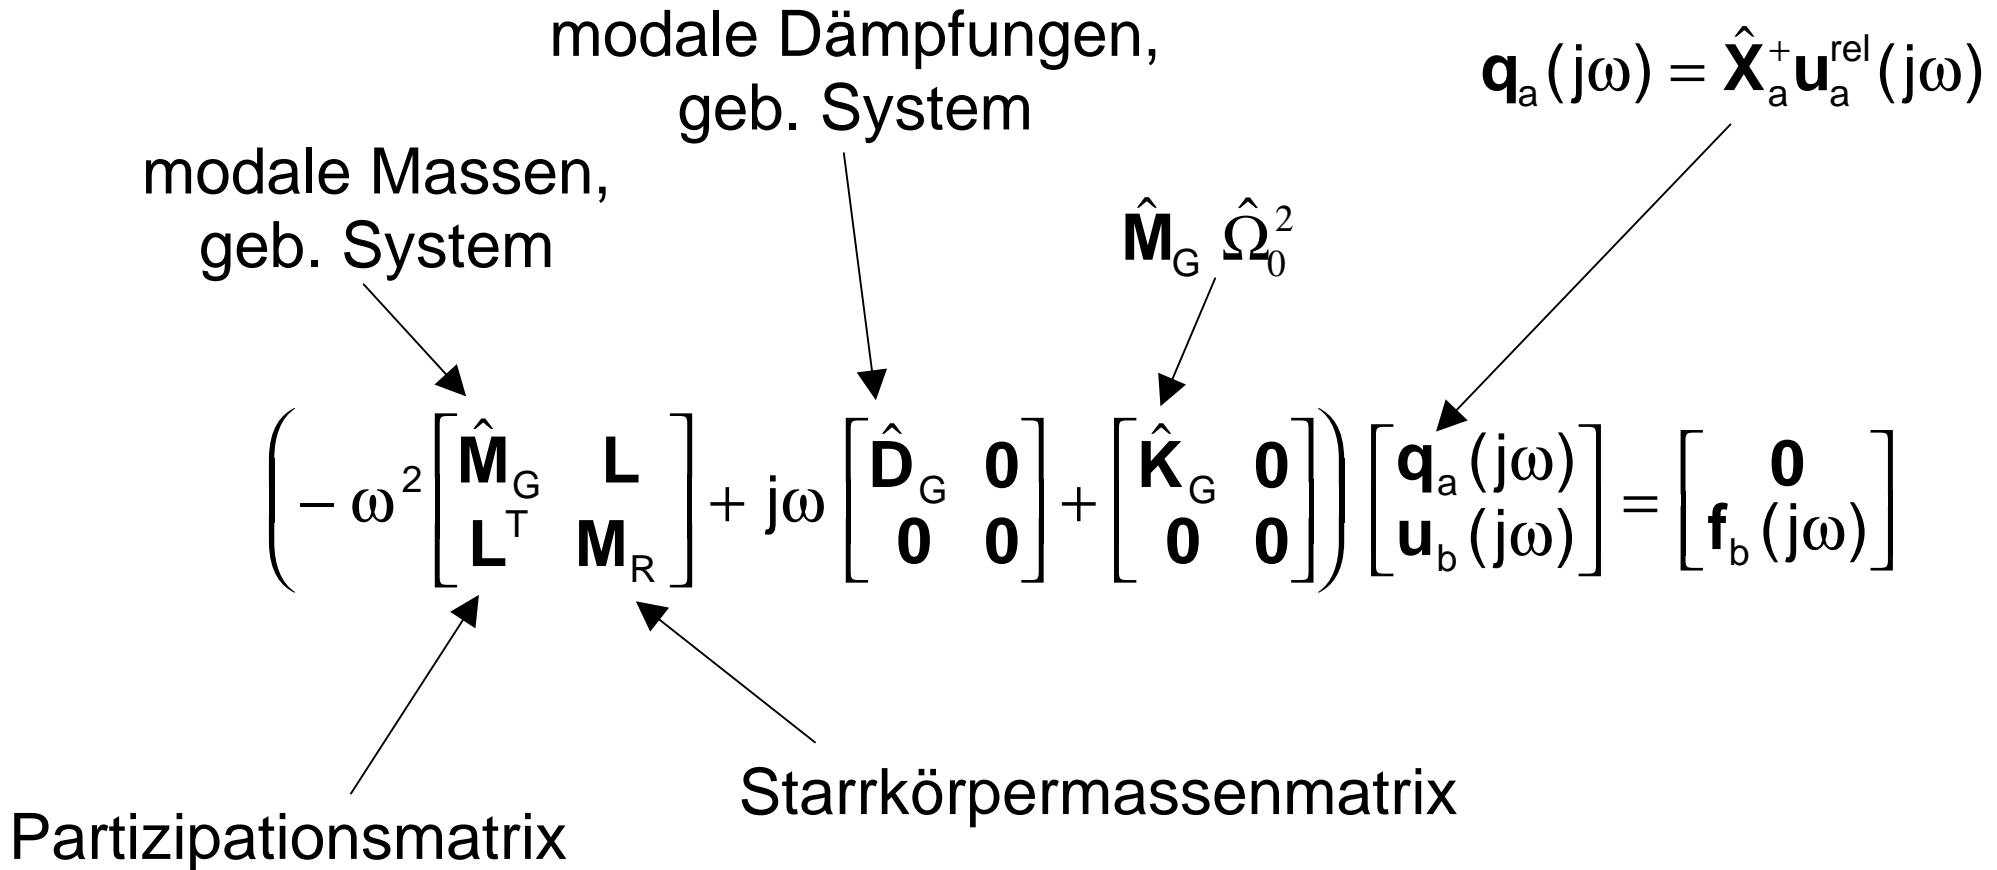 modale Dämpfungen,
geb. System
q_a(jω) = X̂_a^+ u_a^rel(jω)
modale Massen,
geb. System
M̂_G Ω̂_0^2
( − ω^2 [ M̂_G L ; L^T M_R ] + jω [ D̂_G 0 ; 0 0 ] + [ K̂_G 0 ; 0 0 ] ) [ q_a(jω) ; u_b(jω) ] = [ 0 ; f_b(jω) ]
Starrkörpermassenmatrix
Partizipationsmatrix